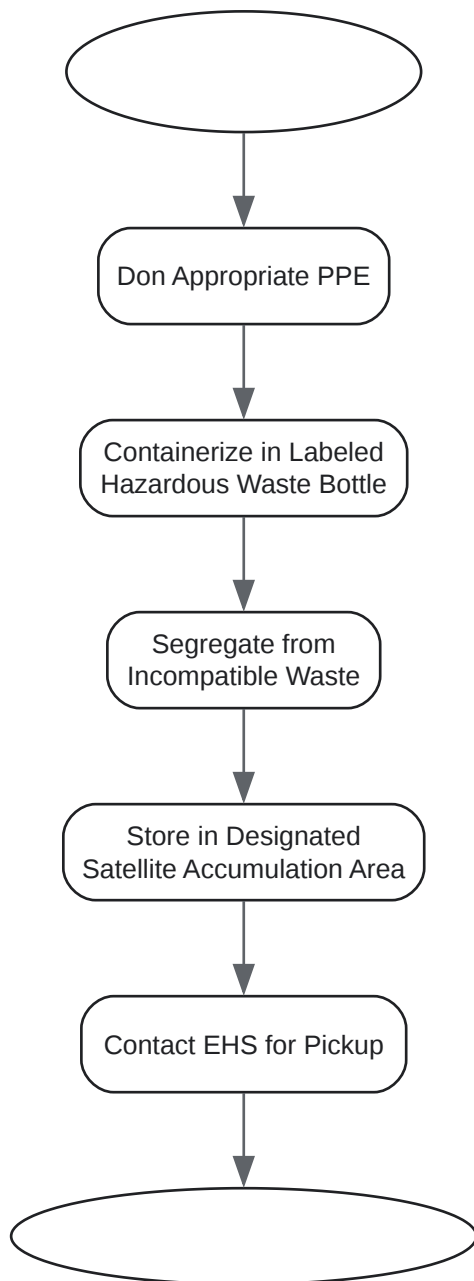 Don Appropriate PPE
Containerize in Labeled
Hazardous Waste Bottle
Segregate from
Incompatible Waste
Store in Designated
Satellite Accumulation Area
Contact EHS for Pickup